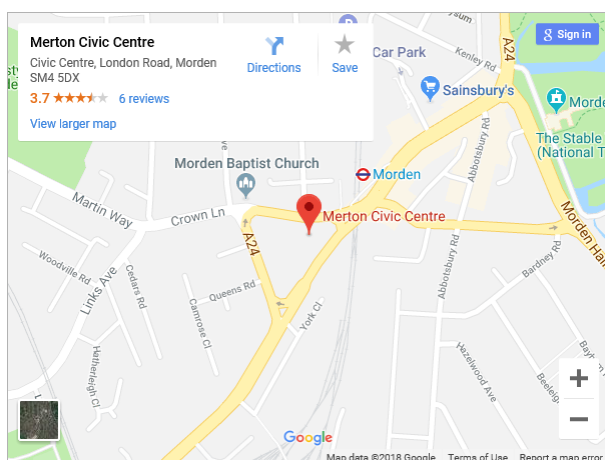 Merton Civic Centre
Civic Centre, London Road, Morden
SM4 5DX
3.7
6 reviews
View larger map
Directions
Save
Sign in
A24
Car Park
Kenley Rd
Sainsbury's
The Stable
(National T
Morden Baptist Church
Morden
Abbotsbury Rd
Martin Way
Crown Ln
Merton Civic Centre
A24
Morden Hall
Woodville Rd
Links Ave
Cedars Rd
Queens Rd
Camrose Cl
York Cl
Abbotsbury Rd
Bardney Rd
Hatherleigh Cl
Hazelwood Ave
Google
Map data ©2018 Google
Terms of Use
Report a map error